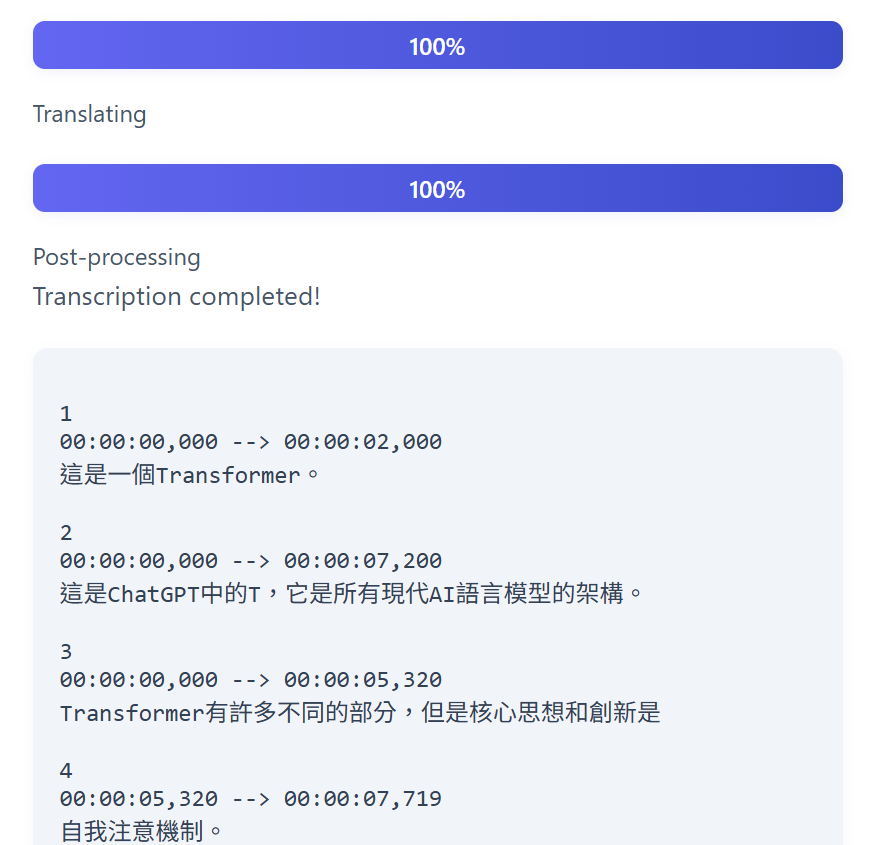 100%
Translating
100%
Post-processing
Transcription completed!
1
00:00:00,000 --> 00:00:02,000
這是一個Transformer。
2
00:00:00,000 --> 00:00:07,200
這是ChatGPT中的T，它是所有現代AI語言模型的架構。
3
00:00:00,000 --> 00:00:05,320
Transformer有許多不同的部分，但是核心思想和創新是
4
00:00:05,320 --> 00:00:07,719
自我注意機制。